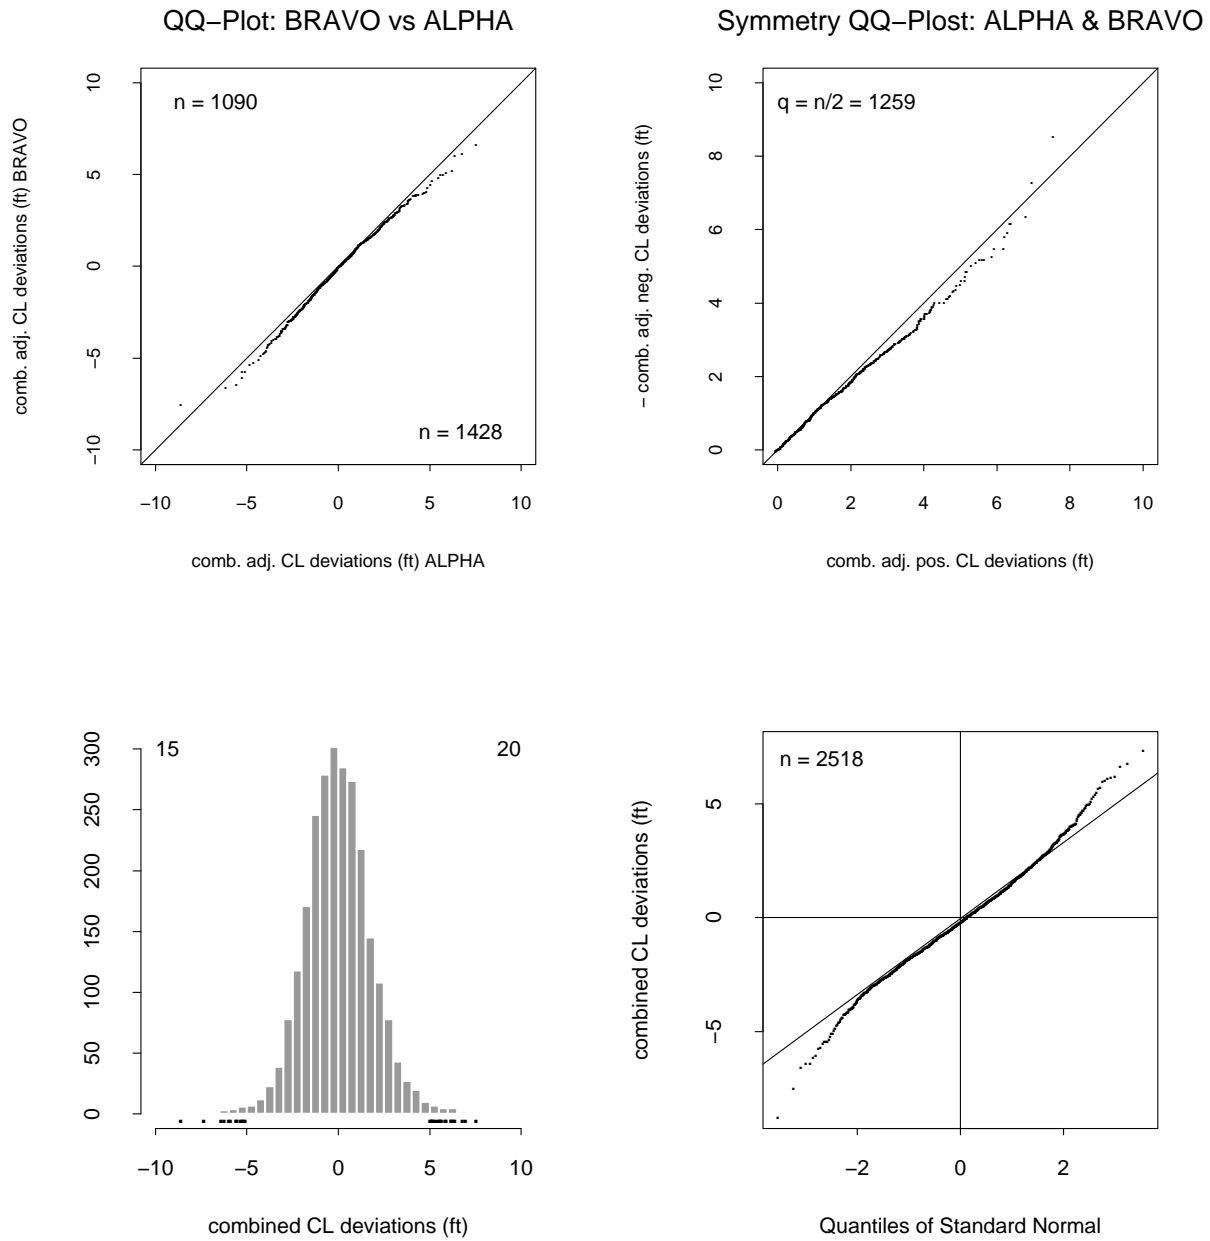 QQ−Plot: BRAVO vs ALPHA
n = 1090
n = 1428
comb. adj. CL deviations (ft) BRAVO
10
5
0
−5
−10
−10 −5 0 5 10
comb. adj. CL deviations (ft) ALPHA
Symmetry QQ−Plost: ALPHA & BRAVO
q = n/2 = 1259
− comb. adj. neg. CL deviations (ft)
10
8
6
4
2
0
0 2 4 6 8 10
comb. adj. pos. CL deviations (ft)
15 20
300
250
200
150
100
50
0
−10 −5 0 5 10
combined CL deviations (ft)
n = 2518
combined CL deviations (ft)
5
0
−5
−2 0 2
Quantiles of Standard Normal